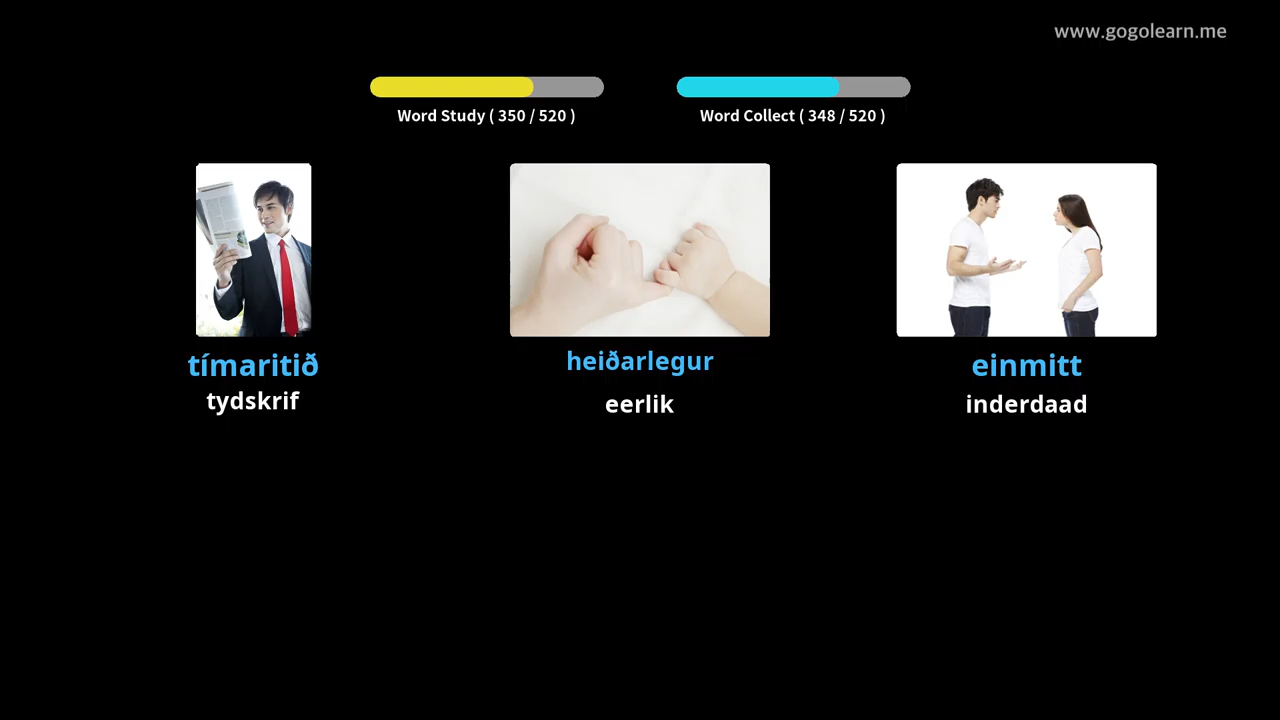 www.gogolearn.me
Word Study ( 350 / 520 )
Word Collect ( 348 / 520 )
tímaritið
tydskrif
heiðarlegur
eerlik
einmitt
inderdaad